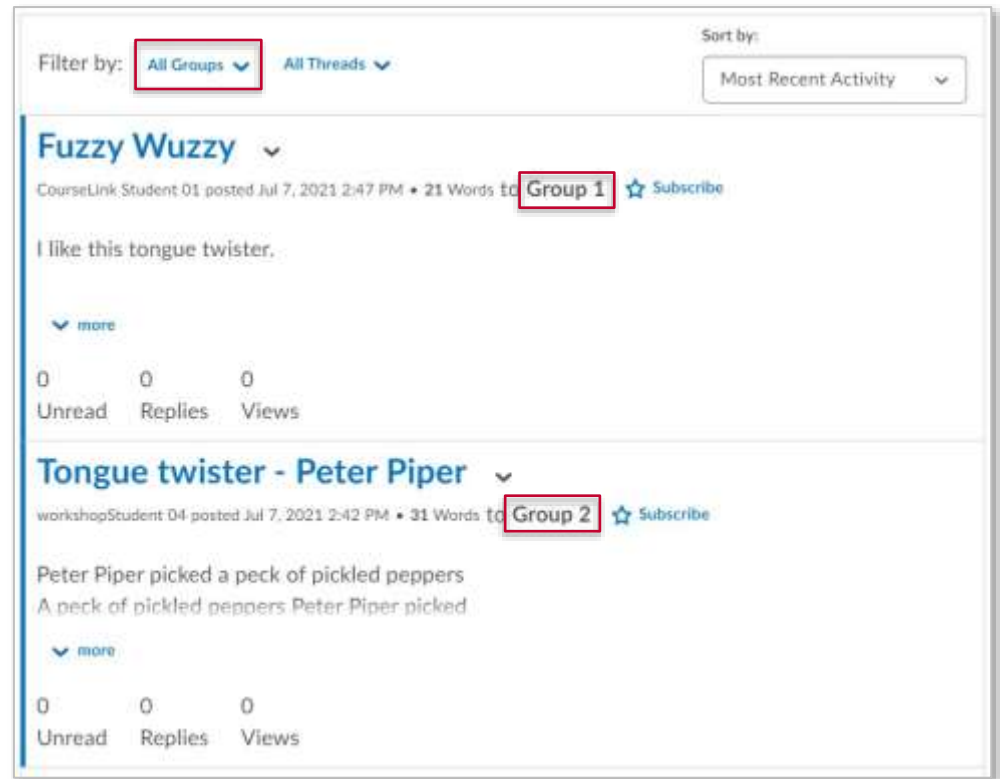 Sort by:
Filter by: All Groups All Threads
Most Recent Activity
Fuzzy Wuzzy
CourseLink Student 01 posted Jul 7, 2021 2:47 PM • 21 Words to Group 1 Subscribe
I like this tongue twister.
more
0 0 0
Unread Replies Views
Tongue twister - Peter Piper
workshopStudent 04 posted Jul 7, 2021 2:42 PM • 31 Words to Group 2 Subscribe
Peter Piper picked a peck of pickled peppers
A peck of pickled peppers Peter Piper picked
more
0 0 0
Unread Replies Views